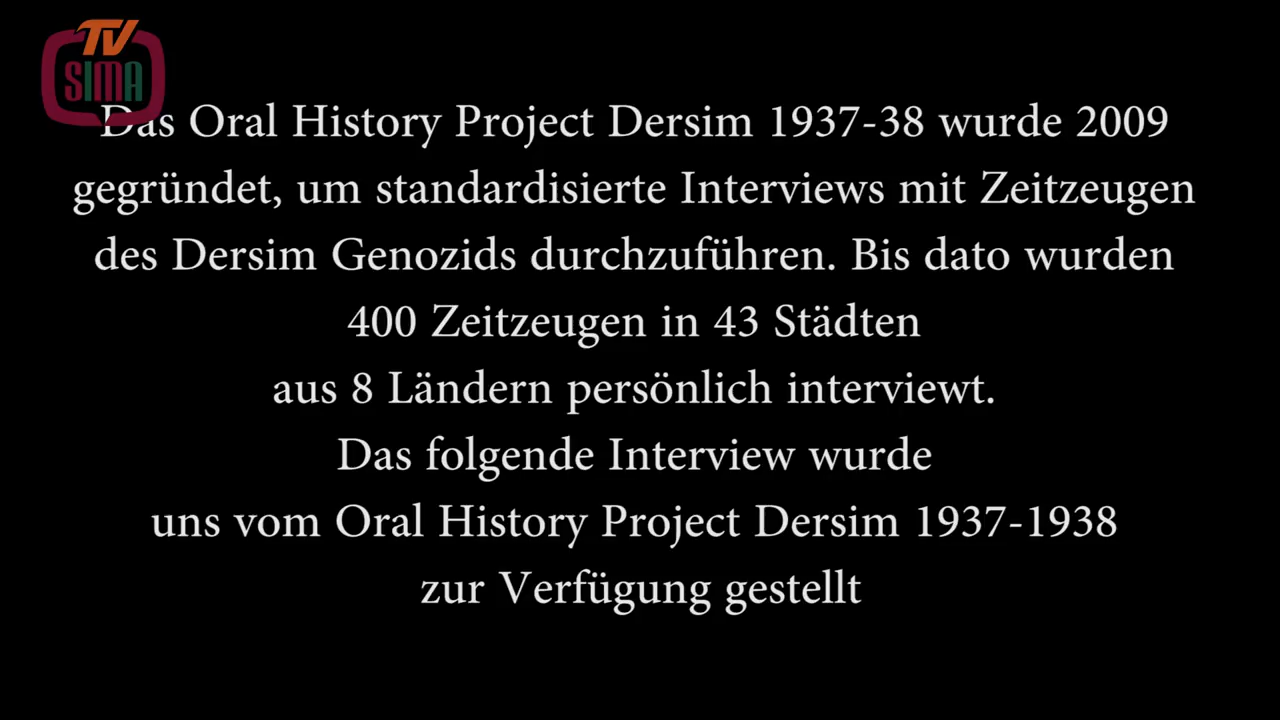 TV
SIMA
Das Oral History Project Dersim 1937-38 wurde 2009
gegründet, um standardisierte Interviews mit Zeitzeugen
des Dersim Genozids durchzuführen. Bis dato wurden
400 Zeitzeugen in 43 Städten
aus 8 Ländern persönlich interviewt.
Das folgende Interview wurde
uns vom Oral History Project Dersim 1937-1938
zur Verfügung gestellt